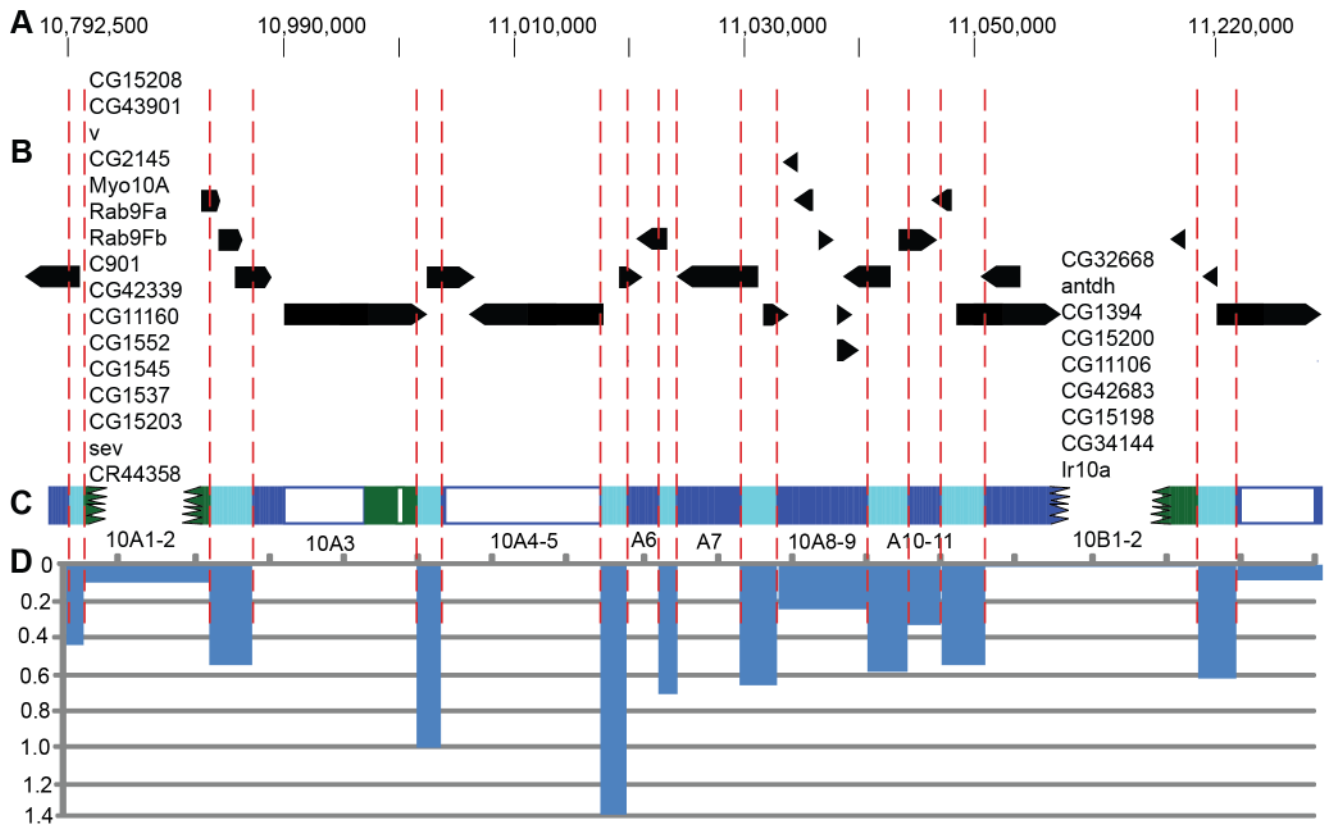 A 10,792,500 10,990,000 11,010,000 11,030,000 11,050,000 11,220,000
B
CG15208
CG43901
v
CG2145
Myo10A
Rab9Fa
Rab9Fb
C901
CG42339
CG11160
CG1552
CG1545
CG1537
CG15203
sev
CR44358
CG32668
antdh
CG1394
CG15200
CG11106
CG42683
CG15198
CG34144
Ir10a
C
10A1-2 10A3 10A4-5 A6 A7 10A8-9 A10-11 10B1-2
D
0
0.2
0.4
0.6
0.8
1.0
1.2
1.4